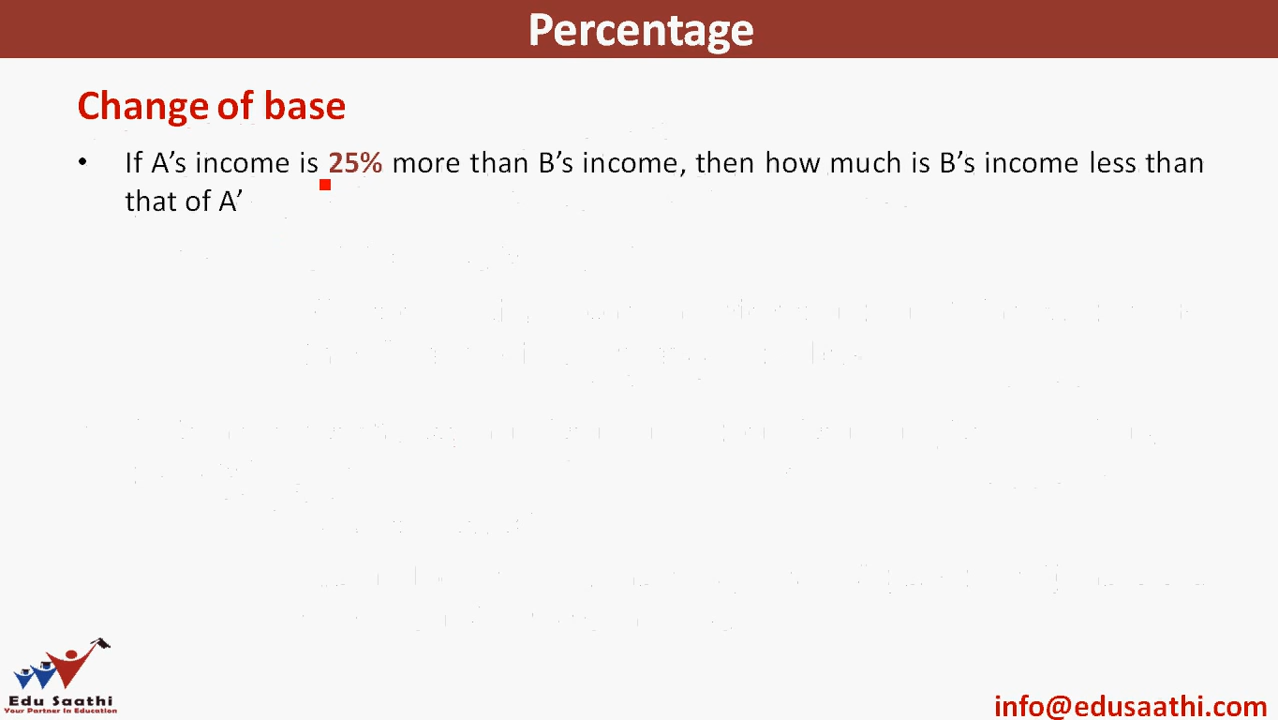 Percentage
Change of base
• If A’s income is 25% more than B’s income, then how much is B’s income less than
that of A’
Edu Saathi
Your Partner In Education
info@edusaathi.com